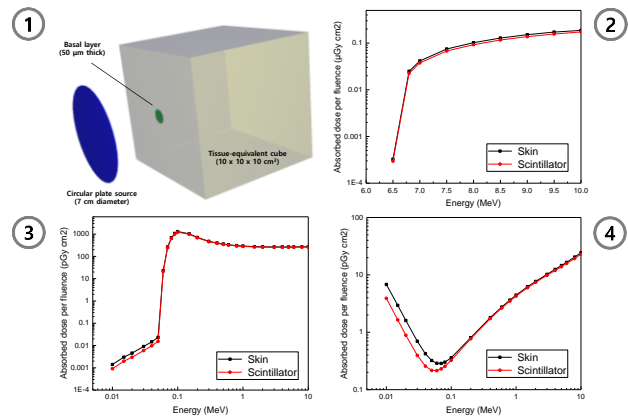 1
Basal layer
(50 μm thick)
Tissue-equivalent cube
(10 x 10 x 10 cm³)
Circular plate source
(7 cm diameter)
2
Absorbed dose per fluence (μGy cm2)
0.1
0.01
0.001
1E-4
6.0 6.5 7.0 7.5 8.0 8.5 9.0 9.5 10.0
Energy (MeV)
Skin
Scintillator
3
Absorbed dose per fluence (pGy cm2)
1000
100
10
1
0.1
0.01
0.001
1E-4
0.01 0.1 1 10
Energy (MeV)
Skin
Scintillator
4
Absorbed dose per fluence (pGy cm2)
100
10
1
0.1
0.01 0.1 1 10
Energy (MeV)
Skin
Scintillator